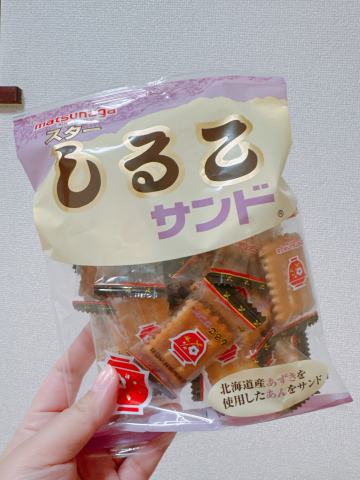 matsunaga
スター
しるこ
サンド®
北海道産あずきを
使用したあんをサンド